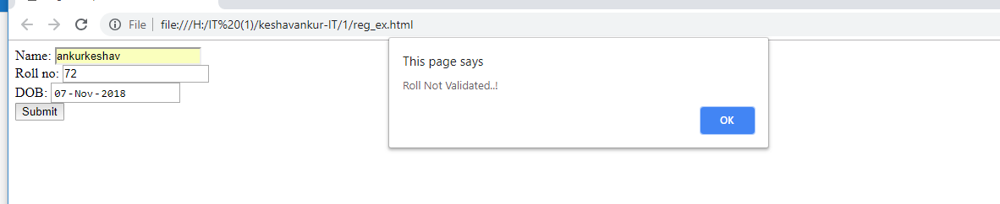 File file:///H:/IT%20(1)/keshavankur-IT/1/reg_ex.html
Name: ankurkeshav
Roll no: 72
DOB: 07-Nov-2018
Submit
This page says
Roll Not Validated..!
OK